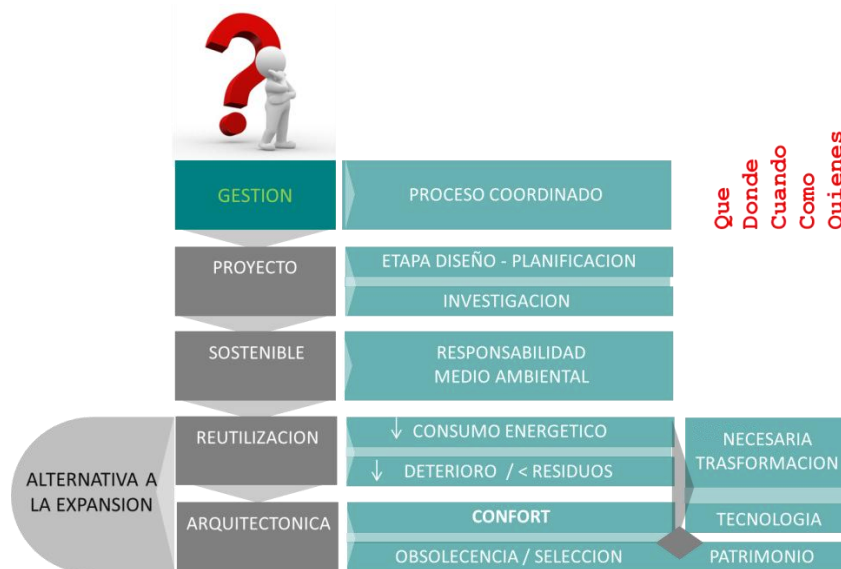 GESTION
PROCESO COORDINADO
Que
Donde
Cuando
Como
Quienes
PROYECTO
ETAPA DISEÑO - PLANIFICACION
INVESTIGACION
SOSTENIBLE
RESPONSABILIDAD
MEDIO AMBIENTAL
ALTERNATIVA A
LA EXPANSION
REUTILIZACION
↓ CONSUMO ENERGETICO
↓ DETERIORO / < RESIDUOS
NECESARIA
TRASFORMACION
ARQUITECTONICA
CONFORT
OBSOLECENCIA / SELECCION
TECNOLOGIA
PATRIMONIO